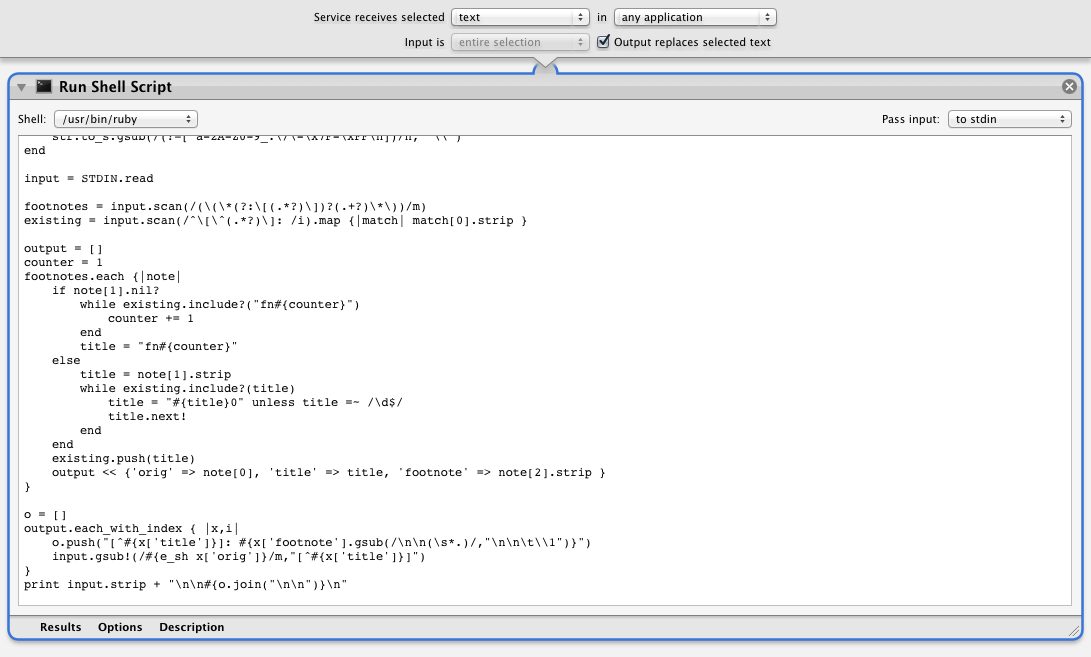 Service receives selected text in any application
Input is entire selection Output replaces selected text
Run Shell Script
Shell: /usr/bin/ruby Pass input: to stdin
end
input = STDIN.read
footnotes = input.scan(/(\(\*(?:\[(.*?)\])?(.+?)\*\))/m)
existing = input.scan(/^\[\^(.*?)\]: /i).map {|match| match[0].strip }
output = []
counter = 1
footnotes.each {|note|
    if note[1].nil?
        while existing.include?("fn#{counter}")
            counter += 1
        end
        title = "fn#{counter}"
    else
        title = note[1].strip
        while existing.include?(title)
            title = "#{title}0" unless title =~ /\d$/
            title.next!
        end
    end
    existing.push(title)
    output << {'orig' => note[0], 'title' => title, 'footnote' => note[2].strip }
}
o = []
output.each_with_index { |x,i|
    o.push("[^#{x['title']}]: #{x['footnote'].gsub(/\n\n(\s*.)/,"\n\n\t\\1")}")
    input.gsub!(/#{e_sh x['orig']}/m,"[^#{x['title']}]")
}
print input.strip + "\n\n#{o.join("\n\n")}\n"
Results Options Description